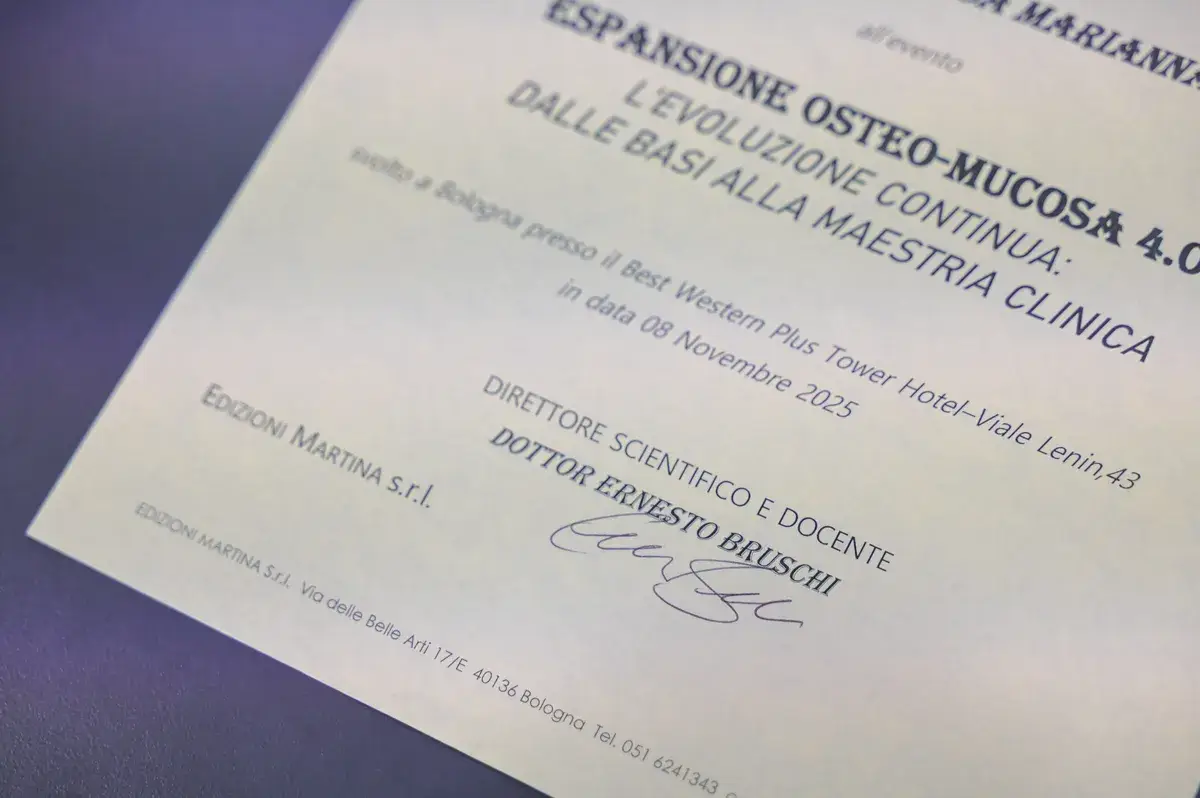 MARIANNA
all'evento
ESPANSIONE OSTEO-MUCOSA 4.0
L'EVOLUZIONE CONTINUA:
DALLE BASI ALLA MAESTRIA CLINICA
svolto a Bologna presso il Best Western Plus Tower Hotel–Viale Lenin,43
in data 08 Novembre 2025
DIRETTORE SCIENTIFICO E DOCENTE
DOTTOR ERNESTO BRUSCHI
EDIZIONI MARTINA s.r.l.
EDIZIONI MARTINA S.r.l. Via delle Belle Arti 17/E 40136 Bologna Tel. 051 6241343